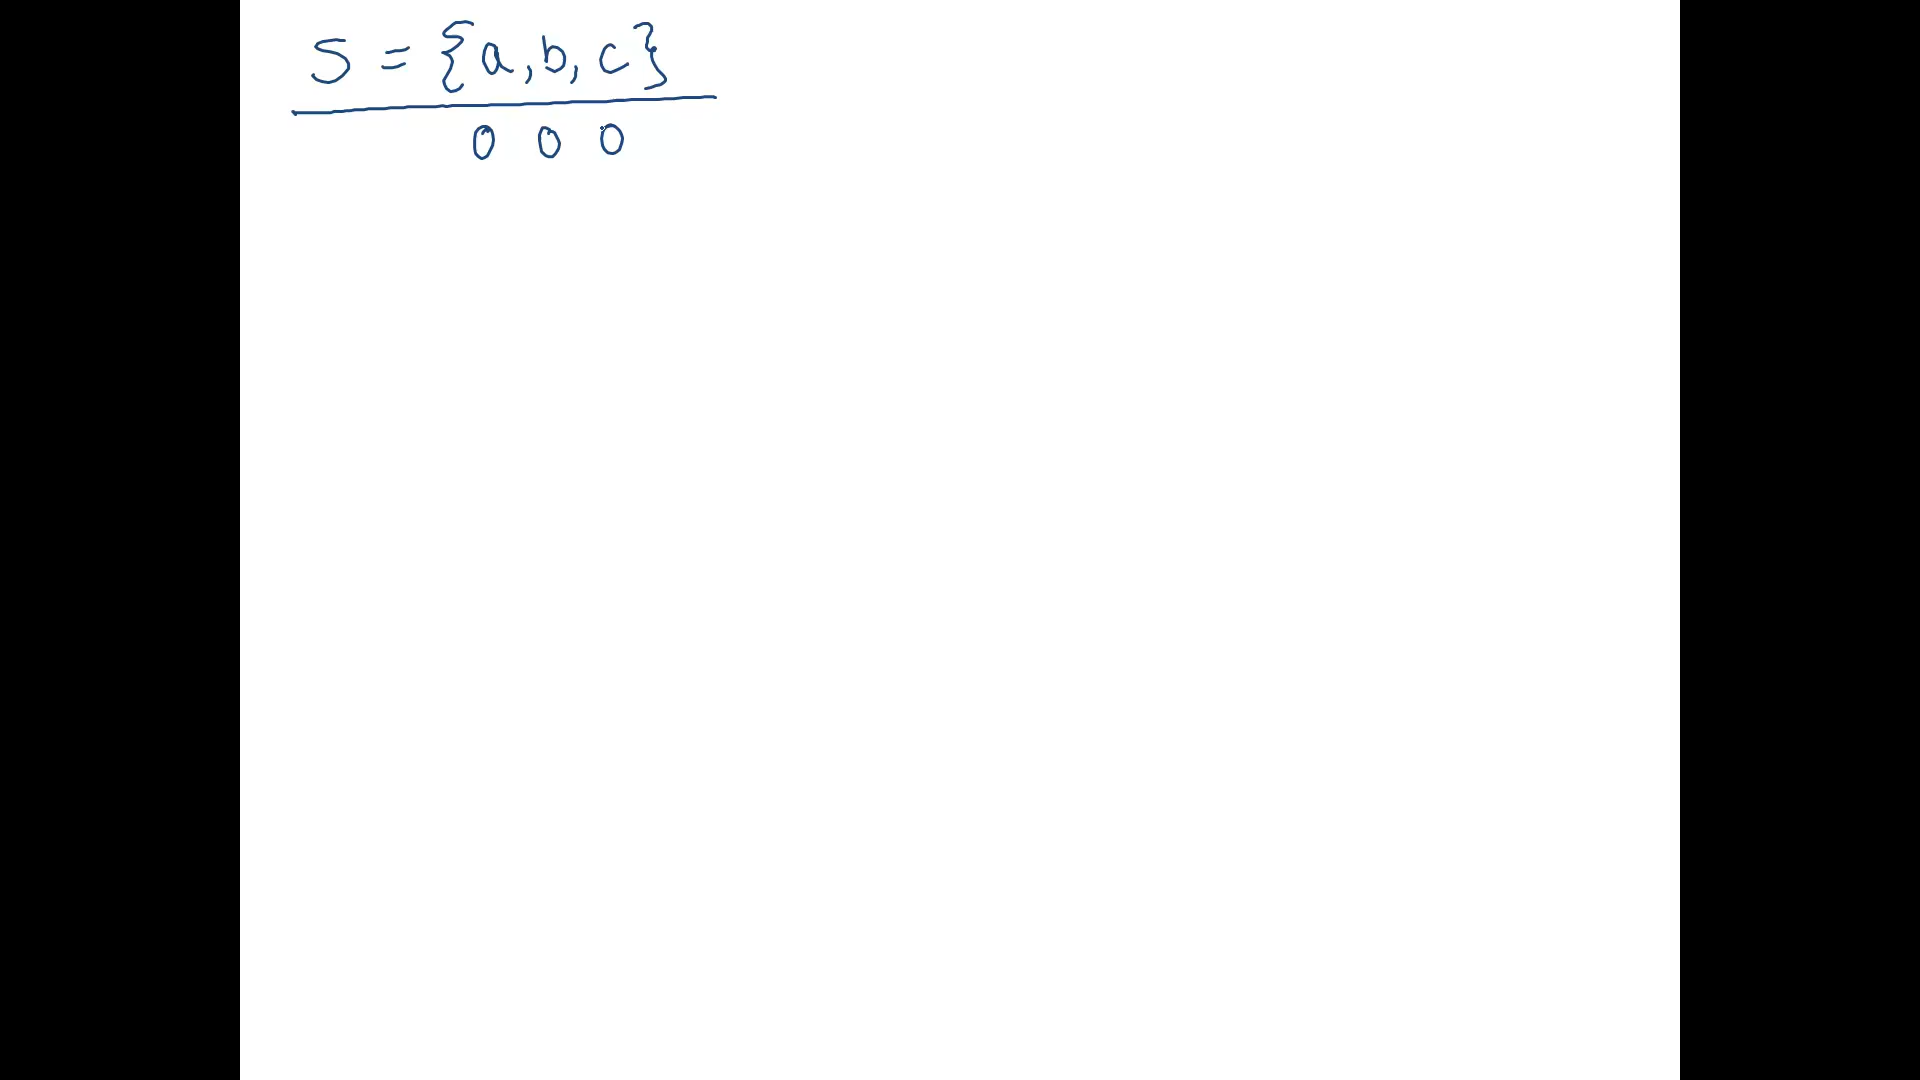 S = {a, b, c}
0 0 0